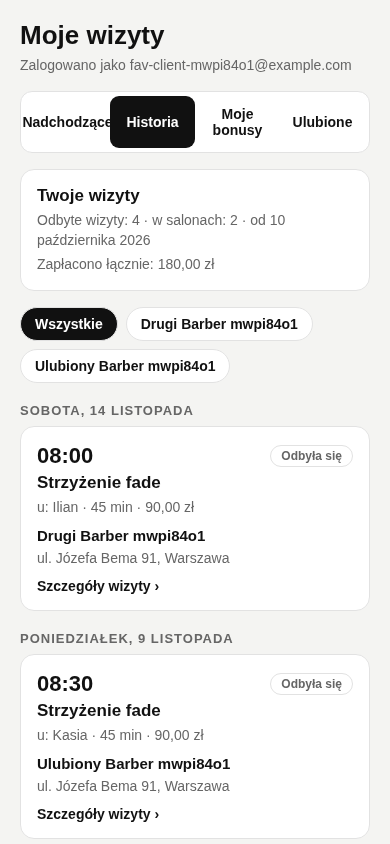 Moje wizyty
Zalogowano jako fav-client-mwpi84o1@example.com
Nadchodzące
Historia
Moje
bonusy
Ulubione
Twoje wizyty
Odbyte wizyty: 4 · w salonach: 2 · od 10
października 2026
Zapłacono łącznie: 180,00 zł
Wszystkie
Drugi Barber mwpi84o1
Ulubiony Barber mwpi84o1
SOBOTA, 14 LISTOPADA
08:00
Odbyła się
Strzyżenie fade
u: Ilian · 45 min · 90,00 zł
Drugi Barber mwpi84o1
ul. Józefa Bema 91, Warszawa
Szczegóły wizyty ›
PONIEDZIAŁEK, 9 LISTOPADA
08:30
Odbyła się
Strzyżenie fade
u: Kasia · 45 min · 90,00 zł
Ulubiony Barber mwpi84o1
ul. Józefa Bema 91, Warszawa
Szczegóły wizyty ›